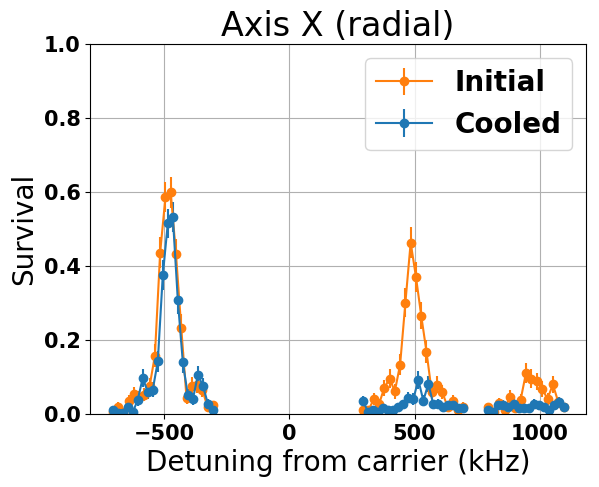 Axis X (radial)
1.0
0.8
0.6
0.4
0.2
0.0
Survival
Initial
Cooled
−500
0
500
1000
Detuning from carrier (kHz)